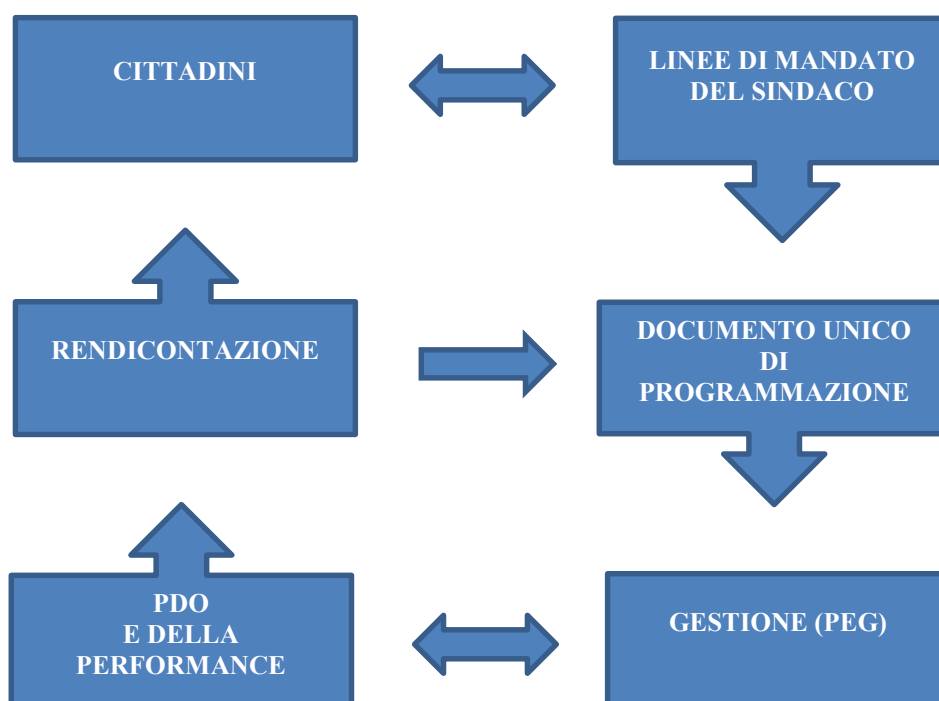 CITTADINI
LINEE DI MANDATO
DEL SINDACO
RENDICONTAZIONE
DOCUMENTO UNICO
DI
PROGRAMMAZIONE
PDO
E DELLA
PERFORMANCE
GESTIONE (PEG)